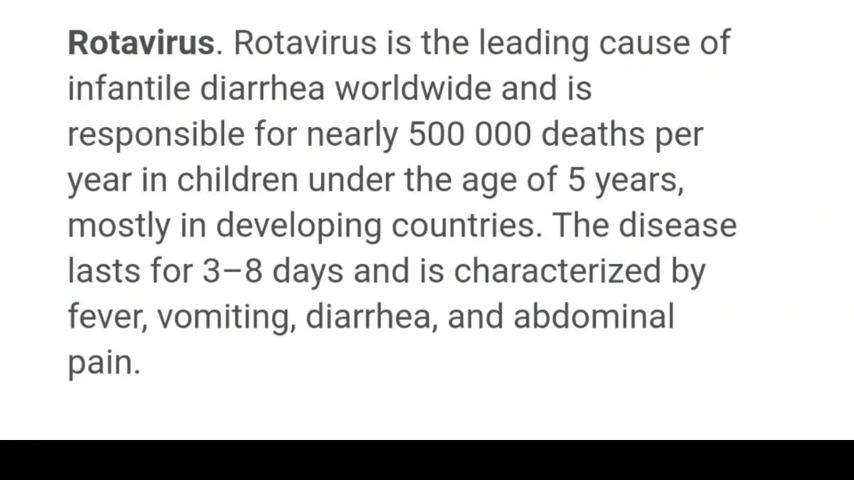 Rotavirus. Rotavirus is the leading cause of
infantile diarrhea worldwide and is
responsible for nearly 500 000 deaths per
year in children under the age of 5 years,
mostly in developing countries. The disease
lasts for 3–8 days and is characterized by
fever, vomiting, diarrhea, and abdominal
pain.